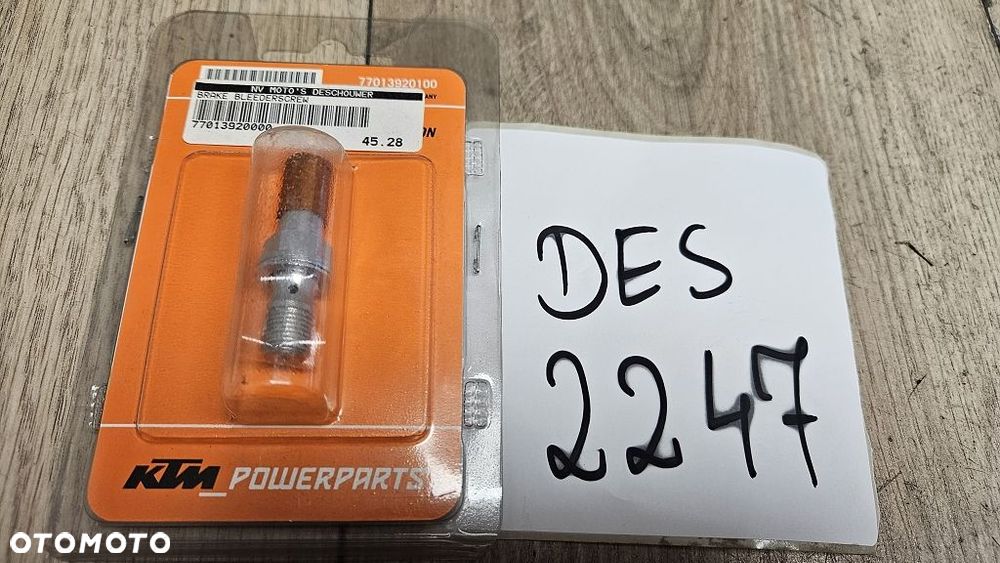 77013920100
NV MOTO'S DESCHOUWER
BRAKE BLEEDERSCREW
77013920000
45.28
KTM POWERPARTS
DES
2247
OTOMOTO